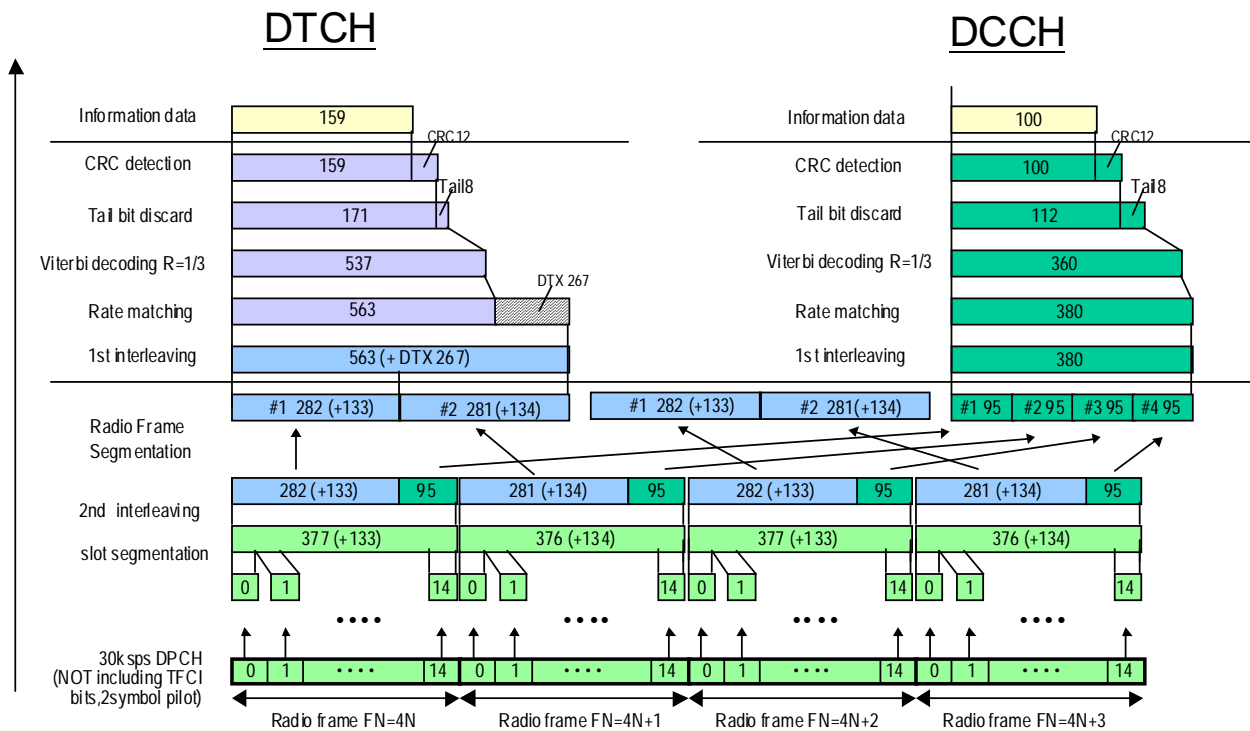 DTCH
DCCH
Information data
159
Information data
100
CRC12
CRC12
CRC detection
159
CRC detection
100
Tail8
Tail8
Tail bit discard
171
Tail bit discard
112
Viterbi decoding R=1/3
537
Viterbi decoding R=1/3
360
DTX 267
Rate matching
563
Rate matching
380
1st interleaving
563 (+ DTX 267)
1st interleaving
380
#1 282 (+133)
#2 281 (+134)
#1 282 (+133)
#2 281(+134)
#1 95
#2 95
#3 95
#4 95
Radio Frame
Segmentation
282 (+133)
95
281 (+134)
95
282 (+133)
95
281 (+134)
95
2nd interleaving
377 (+133)
376 (+134)
377 (+133)
376 (+134)
slot segmentation
0
1
14
0
1
14
0
1
14
0
1
14
• • • •
• • • •
• • • •
• • • •
30ksps DPCH
(NOT including TFCI
bits,2symbol pilot)
0
1
• • • •
14
0
1
• • • •
14
0
1
• • • •
14
0
1
• • • •
14
Radio frame FN=4N
Radio frame FN=4N+1
Radio frame FN=4N+2
Radio frame FN=4N+3